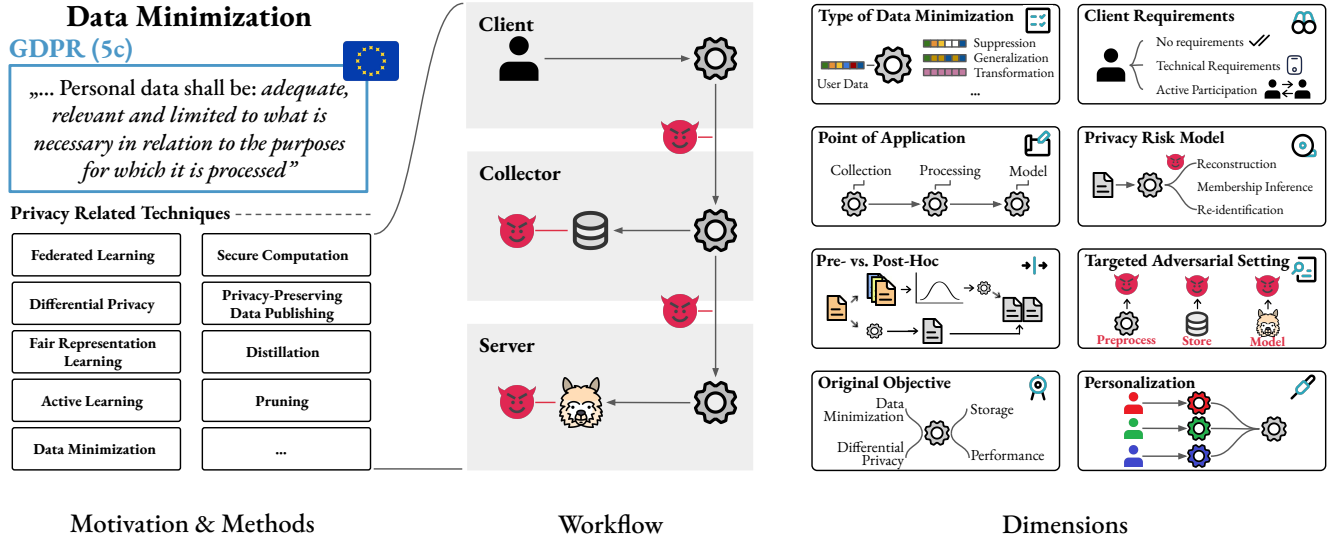 Data Minimization
GDPR (5c)
„... Personal data shall be: adequate,
relevant and limited to what is
necessary in relation to the purposes
for which it is processed”
Privacy Related Techniques
Federated Learning
Secure Computation
Differential Privacy
Privacy-Preserving
Data Publishing
Fair Representation
Learning
Distillation
Active Learning
Pruning
Data Minimization
...
Motivation & Methods
Client
Collector
Server
Workflow
Type of Data Minimization
User Data
Suppression
Generalization
Transformation
...
Client Requirements
No requirements
Technical Requirements
Active Participation
Point of Application
Collection
Processing
Model
Privacy Risk Model
Reconstruction
Membership Inference
Re-identification
Pre- vs. Post-Hoc
Targeted Adversarial Setting
Preprocess
Store
Model
Original Objective
Data
Minimization
Storage
Differential
Privacy
Performance
Personalization
Dimensions